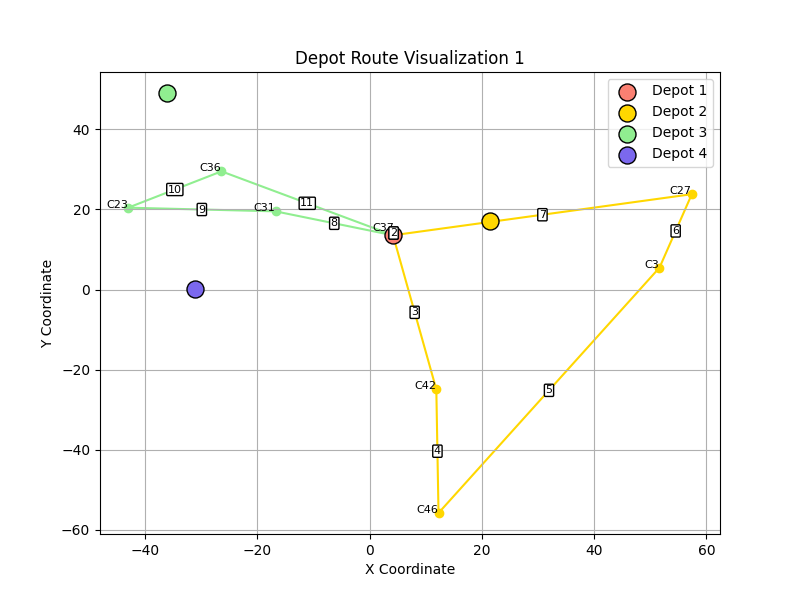 Depot Route Visualization 1
Depot 1
Depot 2
Depot 3
Depot 4
Y Coordinate
40
20
0
−20
−40
−60
C36
10
C23
9
C31
11
8
C37
2
7
C27
6
C3
3
C42
5
4
C46
−40
−20
0
20
40
60
X Coordinate